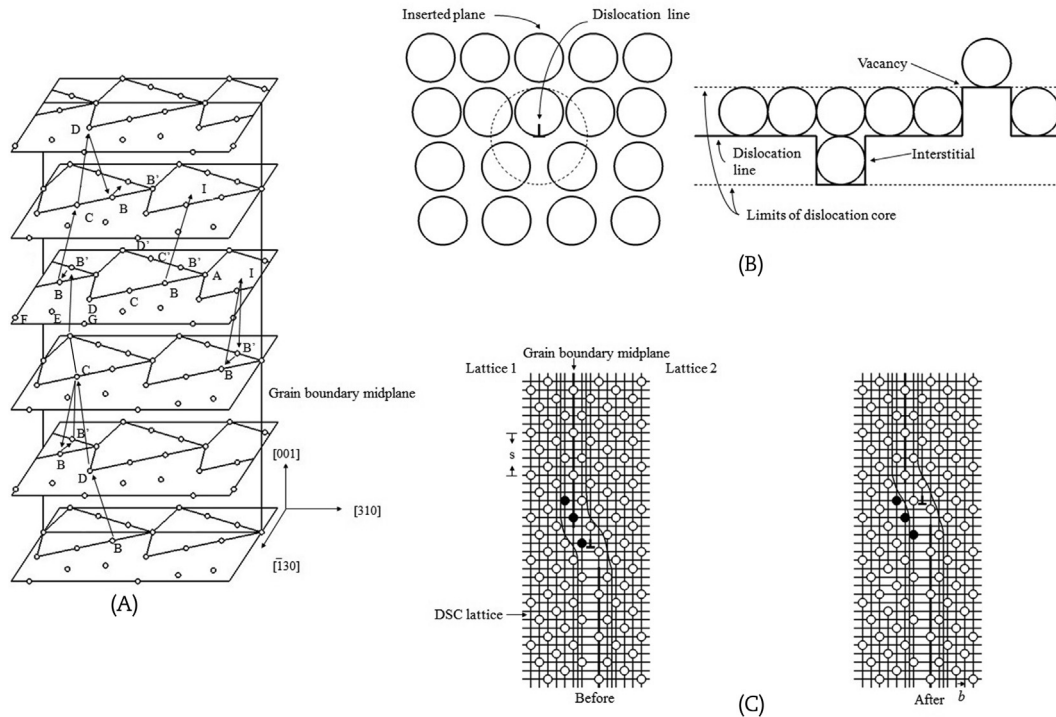 D
B'
I
C
B
D'
C'
B'
B'
A
I
B
B
C
D
F
E
G
B'
C
B
Grain boundary midplane
B'
B
D
[001]
[310]
B
[1̅30]
(A)
Inserted plane
Dislocation line
Vacancy
Dislocation
line
Interstitial
Limits of dislocation core
(B)
Grain boundary midplane
Lattice 1
Lattice 2
s
DSC lattice
Before
After
b
(C)